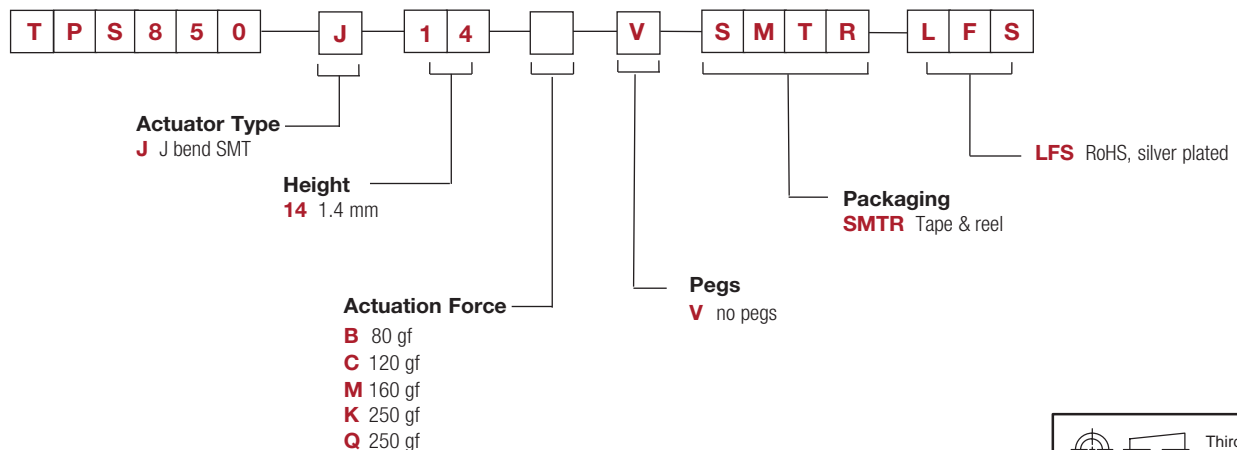 T P S 8 5 0 J 1 4 V S M T R L F S
Actuator Type
J J bend SMT
LFS RoHS, silver plated
Height
14 1.4 mm
Packaging
SMTR Tape & reel
Pegs
V no pegs
Actuation Force
B 80 gf
C 120 gf
M 160 gf
K 250 gf
Q 250 gf